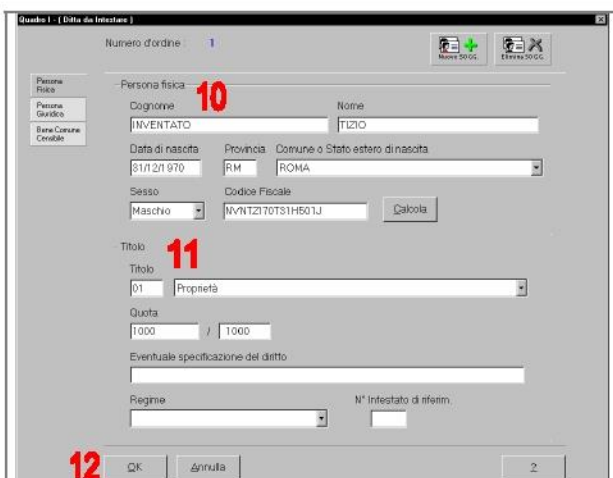 Quadro I - ( Ditta da Intestare )
Numero d'ordine : 1
Nuovo SOGG.
Elimina SOGG.
Persona Fisica
Persona Giuridica
Bene Comune Censibile
Persona fisica
10
Cognome Nome
INVENTATO TIZIO
Data di nascita Provincia Comune o Stato estero di nascita
31/12/1970 RM ROMA
Sesso Codice Fiscale
Maschio NVNTZI70T31H501J Calcola
Titolo
11
Titolo
01 Proprietà
Quota
1000 / 1000
Eventuale specificazione del diritto
Regime N° Intestato di riferim.
12
OK Annulla ?